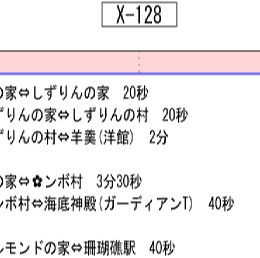 X-128
の家⇔しずりんの家 20秒
ずりんの家⇔しずりんの村 20秒
ずりんの村⇔羊羹(洋館) 2分
の家⇔✿ンボ村 3分30秒
ンボ村⇔海底神殿(ガーディアンT) 40秒
ルモンドの家⇔珊瑚礁駅 40秒